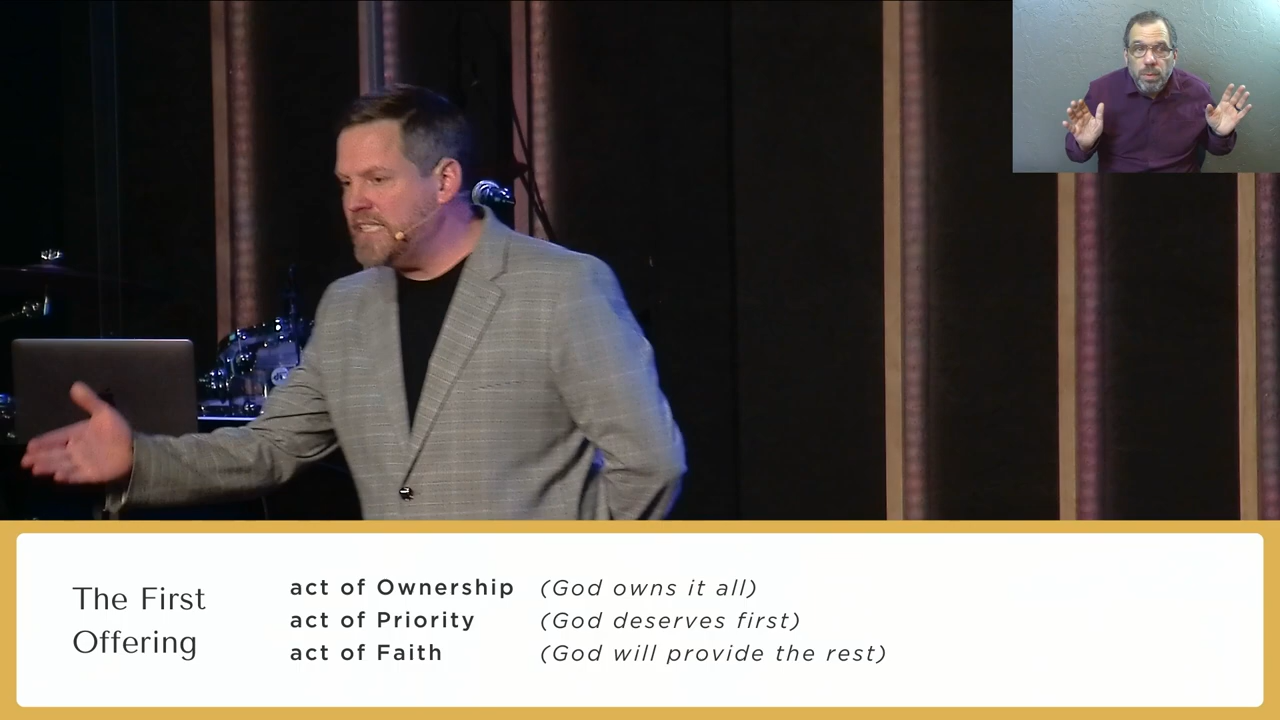 The First
Offering
act of Ownership (God owns it all)
act of Priority (God deserves first)
act of Faith (God will provide the rest)